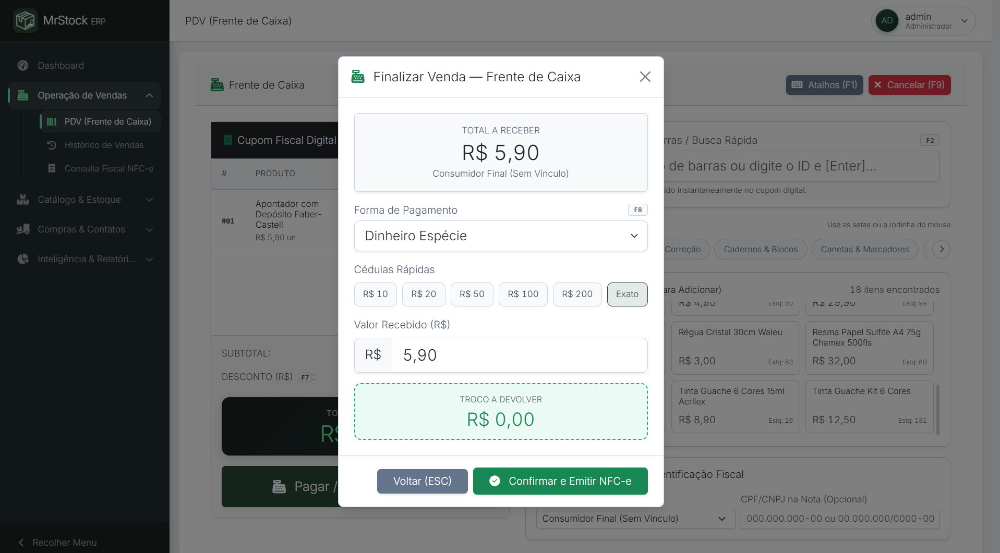 MrStock ERP
PDV (Frente de Caixa)
AD
admin
Administrador
Dashboard
Operação de Vendas
PDV (Frente de Caixa)
Histórico de Vendas
Consulta Fiscal NFC-e
Catálogo & Estoque
Compras & Contatos
Inteligência & Relatóri...
Recolher Menu
Frente de Caixa
Atalhos (F1)
Cancelar (F9)
Cupom Fiscal Digital
# PRODUTO
#01
Apontador com
Depósito Faber-
Castell
R$ 5,90 un.
SUBTOTAL:
DESCONTO (R$) F7 :
TO
R$
Pagar /
Finalizar Venda — Frente de Caixa
TOTAL A RECEBER
R$ 5,90
Consumidor Final (Sem Vínculo)
Forma de Pagamento F8
Dinheiro Espécie
Cédulas Rápidas
R$ 10 R$ 20 R$ 50 R$ 100 R$ 200 Exato
Valor Recebido (R$)
R$ 5,90
TROCO A DEVOLVER
R$ 0,00
Voltar (ESC)
Confirmar e Emitir NFC-e
rras / Busca Rápida F2
de barras ou digite o ID e [Enter]...
ido instantaneamente no cupom digital.
Use as setas ou a rodinha do mouse
Correção
Cadernos & Blocos
Canetas & Marcadores
ara Adicionar)
18 itens encontrados
R$ 4,90 Estq: 50
R$ 29,90 Estq: 99
Régua Cristal 30cm Waleu
R$ 3,00 Estq: 63
Resma Papel Sulfite A4 75g
Chamex 500fls
R$ 32,00 Estq: 60
Tinta Guache 6 Cores 15ml
Acrilex
R$ 8,90 Estq: 26
Tinta Guache Kit 6 Cores
R$ 12,50 Estq: 181
entificação Fiscal
Consumidor Final (Sem Vínculo)
CPF/CNPJ na Nota (Opcional)
000.000.000-00 ou 00.000.000/0000-00